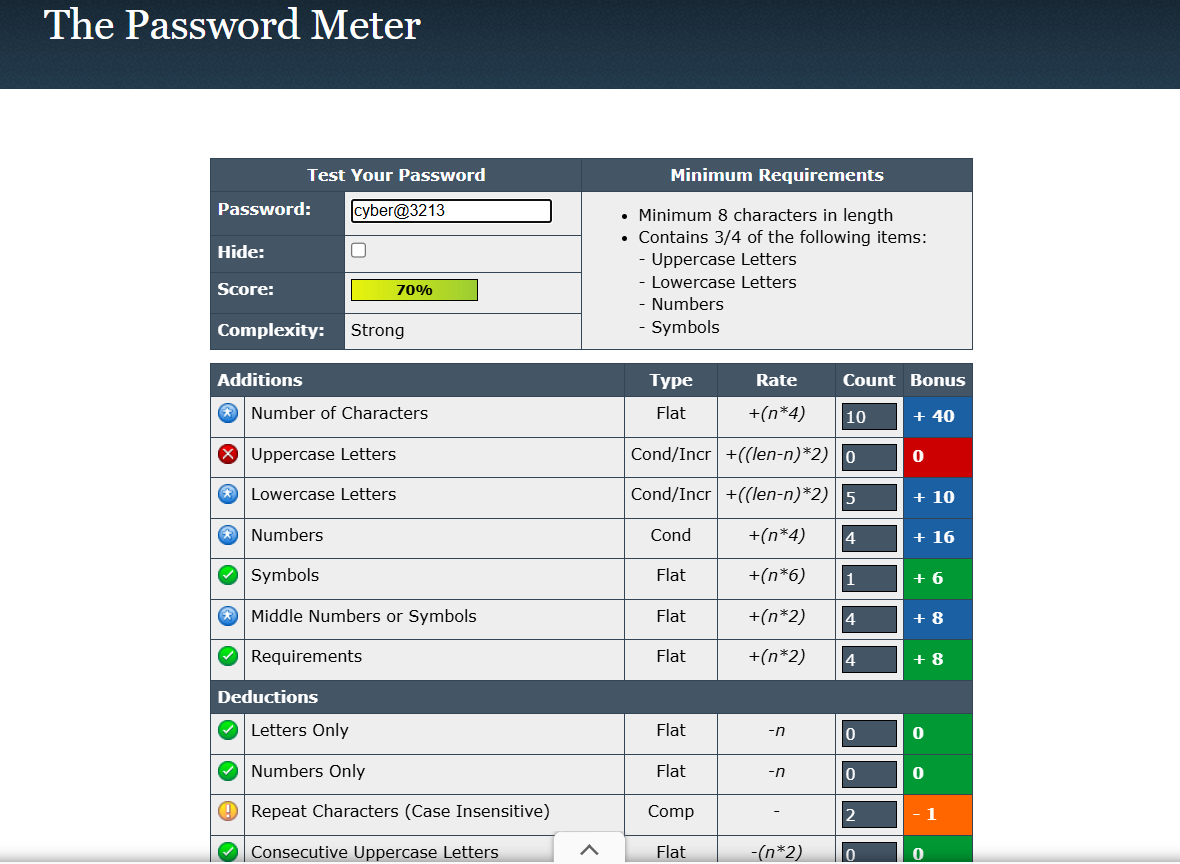 The Password Meter
Test Your Password Minimum Requirements
Password: cyber@3213
Hide:
Score: 70%
Complexity: Strong
• Minimum 8 characters in length
• Contains 3/4 of the following items:
- Uppercase Letters
- Lowercase Letters
- Numbers
- Symbols
Additions Type Rate Count Bonus
Number of Characters Flat +(n*4) 10 + 40
Uppercase Letters Cond/Incr +((len-n)*2) 0 0
Lowercase Letters Cond/Incr +((len-n)*2) 5 + 10
Numbers Cond +(n*4) 4 + 16
Symbols Flat +(n*6) 1 + 6
Middle Numbers or Symbols Flat +(n*2) 4 + 8
Requirements Flat +(n*2) 4 + 8
Deductions
Letters Only Flat -n 0 0
Numbers Only Flat -n 0 0
Repeat Characters (Case Insensitive) Comp - 2 - 1
Consecutive Uppercase Letters Flat -(n*2) 0 0